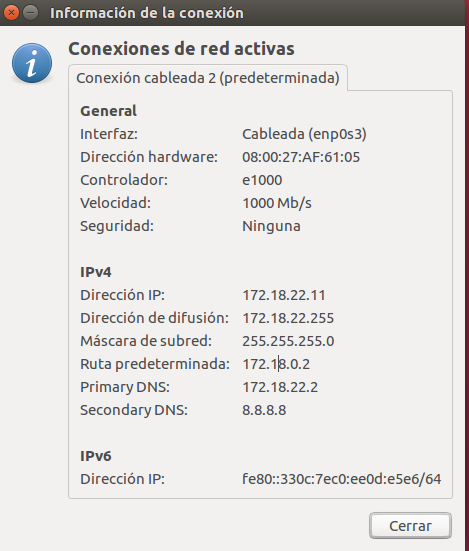 Información de la conexión
Conexiones de red activas
Conexión cableada 2 (predeterminada)
General
Interfaz: Cableada (enp0s3)
Dirección hardware: 08:00:27:AF:61:05
Controlador: e1000
Velocidad: 1000 Mb/s
Seguridad: Ninguna
IPv4
Dirección IP: 172.18.22.11
Dirección de difusión: 172.18.22.255
Máscara de subred: 255.255.255.0
Ruta predeterminada: 172.18.0.2
Primary DNS: 172.18.22.2
Secondary DNS: 8.8.8.8
IPv6
Dirección IP: fe80::330c:7ec0:ee0d:e5e6/64
Cerrar